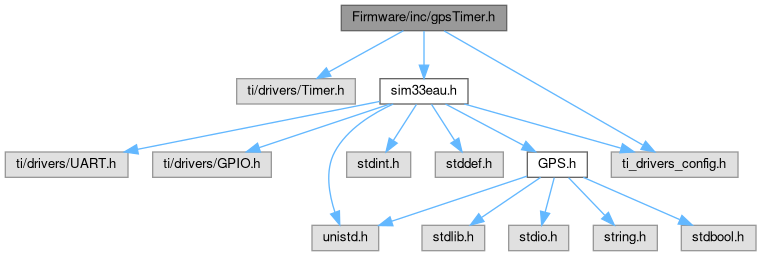 Firmware/inc/gpsTimer.h
ti/drivers/Timer.h
sim33eau.h
ti/drivers/UART.h
ti/drivers/GPIO.h
stdint.h
stddef.h
GPS.h
ti_drivers_config.h
unistd.h
stdlib.h
stdio.h
string.h
stdbool.h